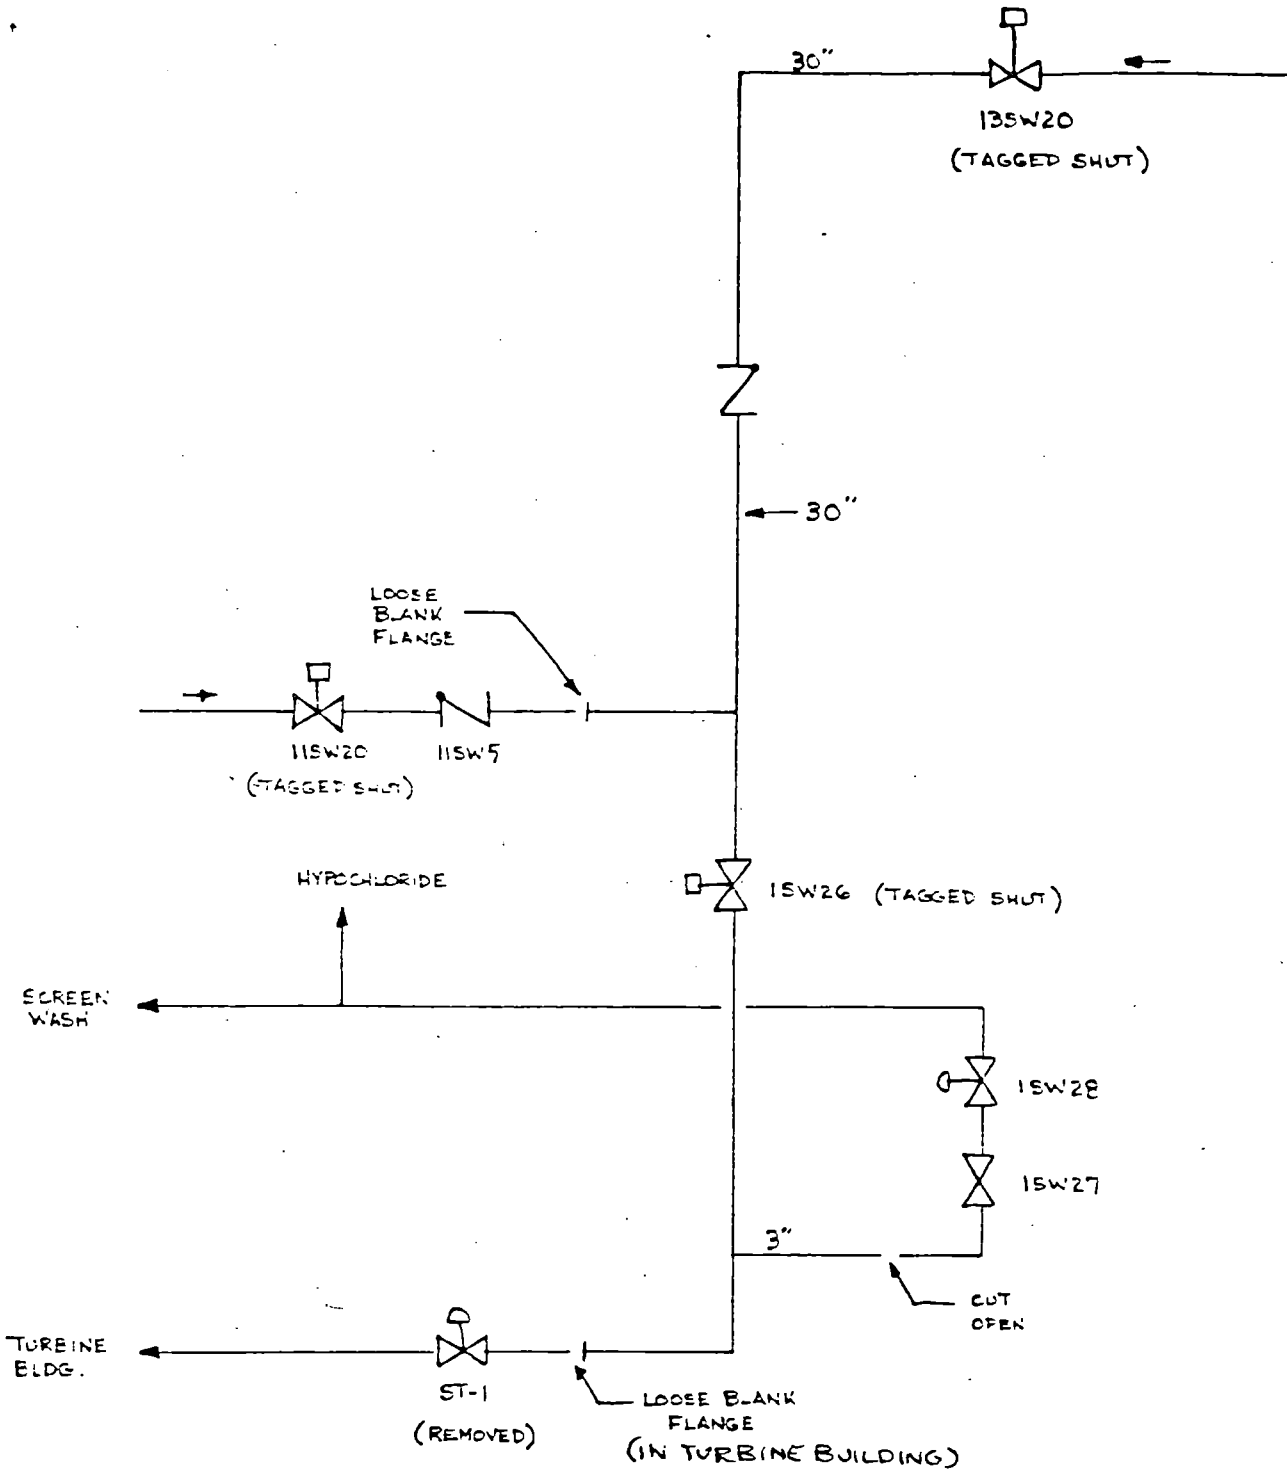 30"
13SW20
(TAGGED SHUT)
30"
LOOSE
BLANK
FLANGE
11SW20
(TAGGED SHUT)
11SW5
HYPOCHLORIDE
1SW26 (TAGGED SHUT)
SCREEN
WASH
1SW28
1SW27
3"
CUT
OPEN
TURBINE
BLDG.
ST-1
(REMOVED)
LOOSE BLANK
FLANGE
(IN TURBINE BUILDING)